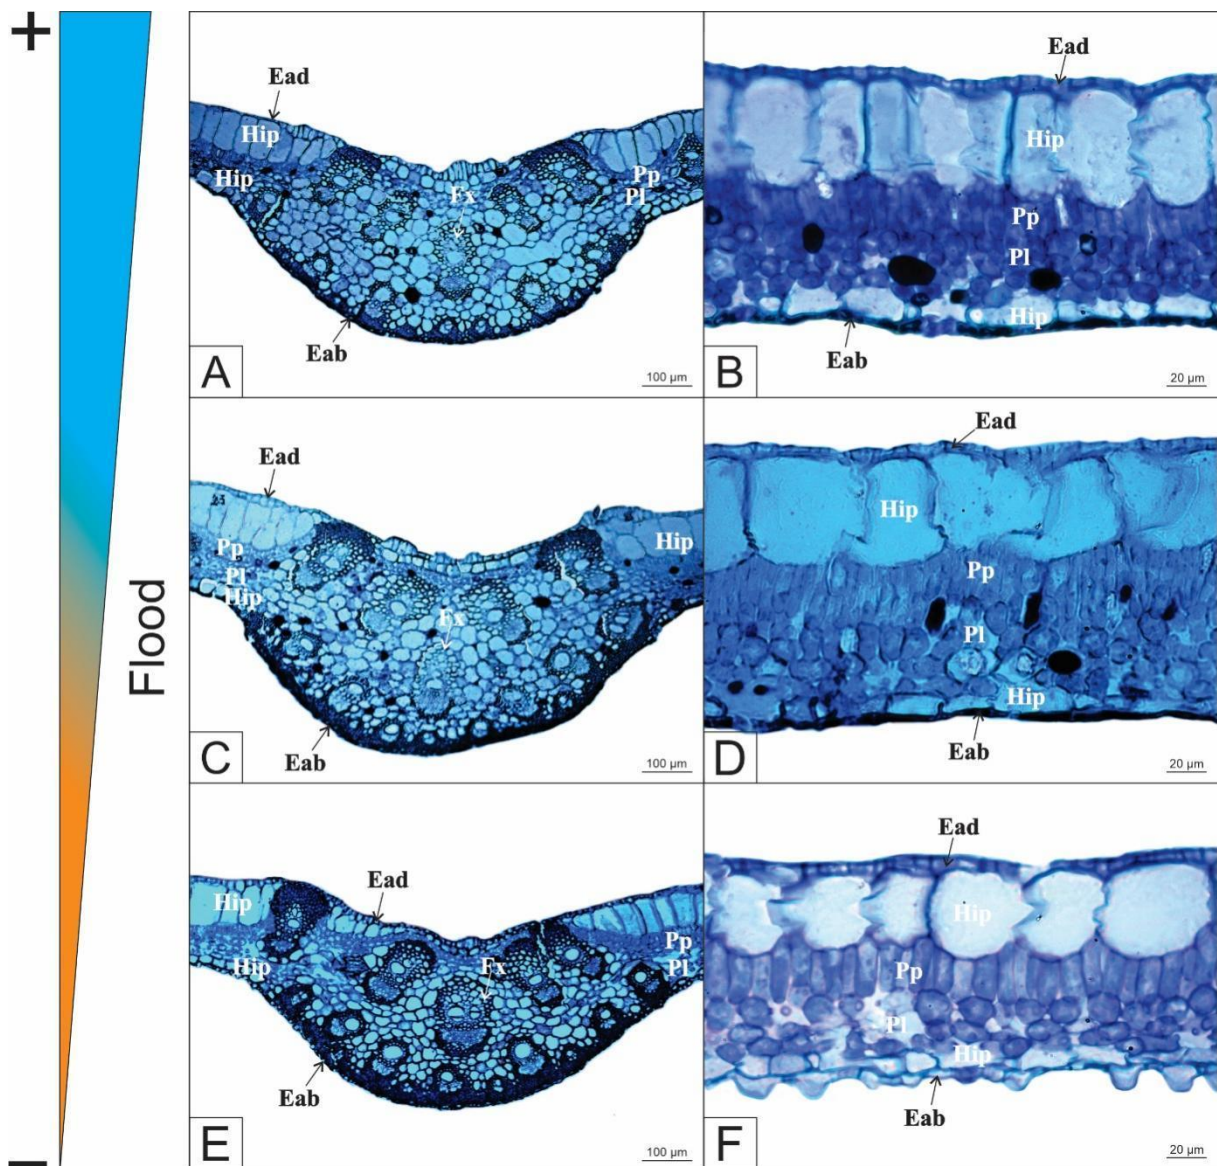 +
Flood
−
Ead
Hip
Hip
Fx
Pp
Pl
Eab
A
100 µm
Ead
Hip
Pp
Pl
Hip
Eab
B
20 µm
Ead
Pp
Pl
Hip
Hip
Fx
Eab
C
100 µm
Ead
Hip
Pp
Pl
Hip
Eab
D
20 µm
Hip
Ead
Hip
Fx
Pp
Pl
Eab
E
100 µm
Ead
Hip
Pp
Pl
Hip
Eab
F
20 µm